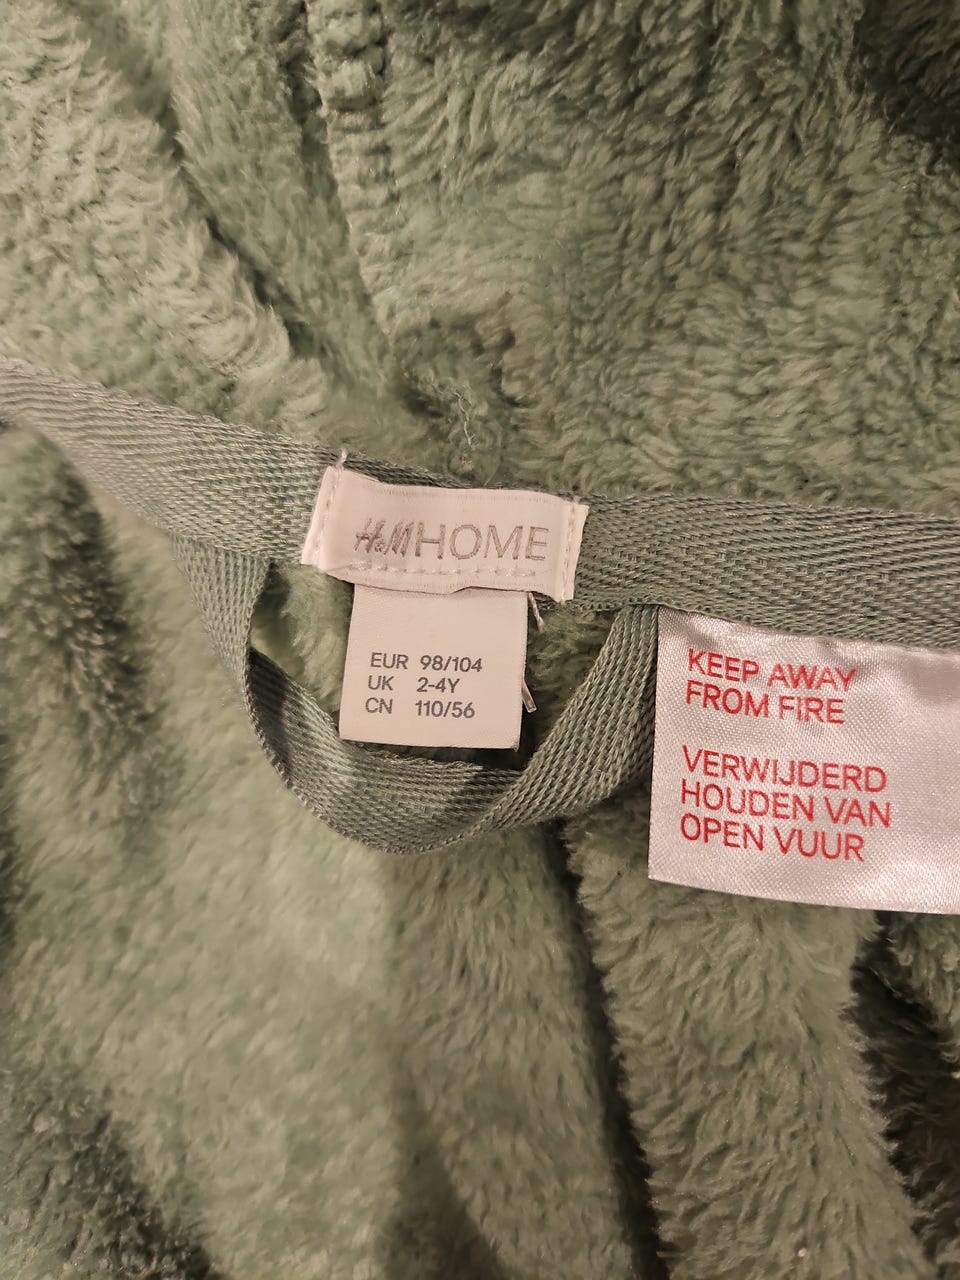 H&M HOME
EUR 98/104
UK 2-4Y
CN 110/56
KEEP AWAY
FROM FIRE
VERWIJDERD
HOUDEN VAN
OPEN VUUR